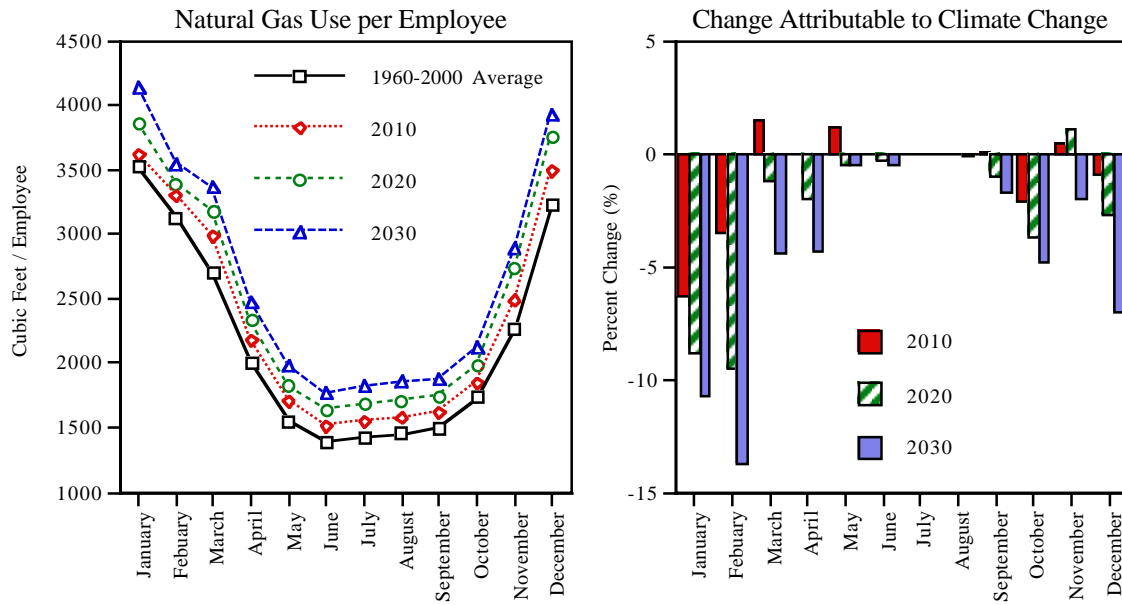 Natural Gas Use per Employee
Cubic Feet / Employee
4500
4000
3500
3000
2500
2000
1500
1000
1960-2000 Average
2010
2020
2030
January
Febuary
March
April
May
June
July
August
September
October
November
December
Change Attributable to Climate Change
Percent Change (%)
5
0
-5
-10
-15
2010
2020
2030
January
Febuary
March
April
May
June
July
August
September
October
November
December